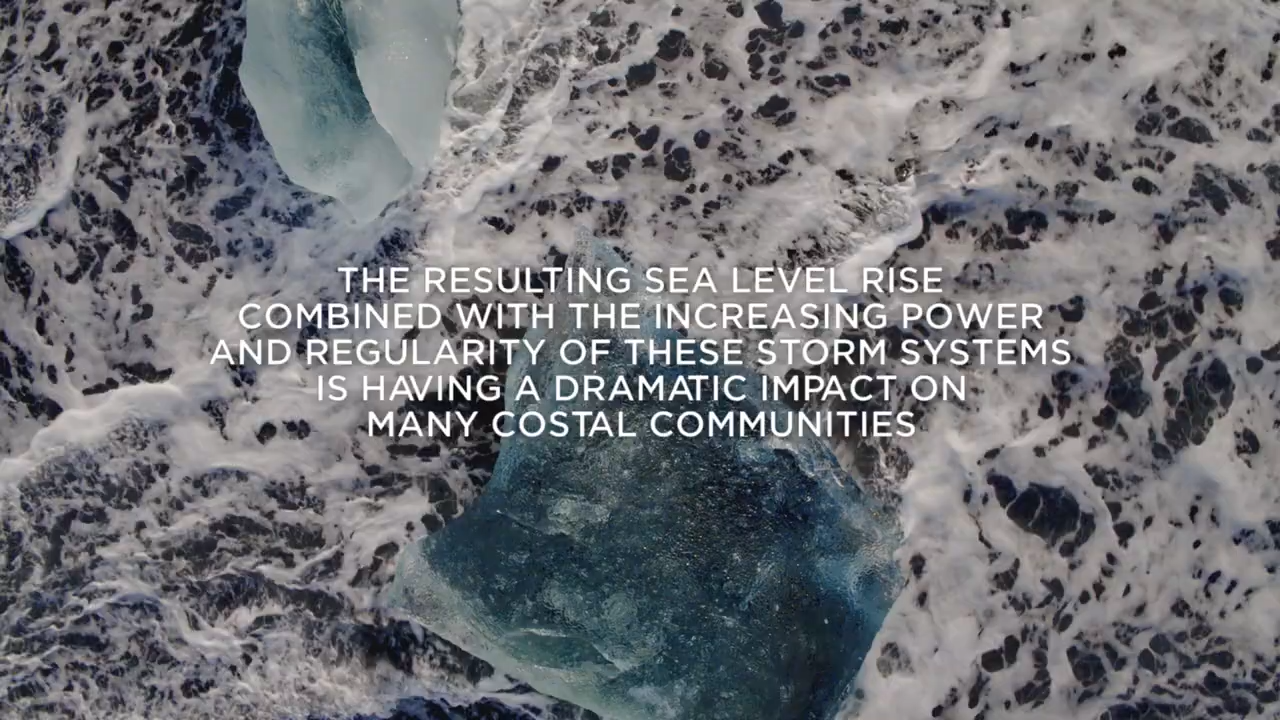 THE RESULTING SEA LEVEL RISE
COMBINED WITH THE INCREASING POWER
AND REGULARITY OF THESE STORM SYSTEMS
IS HAVING A DRAMATIC IMPACT ON
MANY COSTAL COMMUNITIES